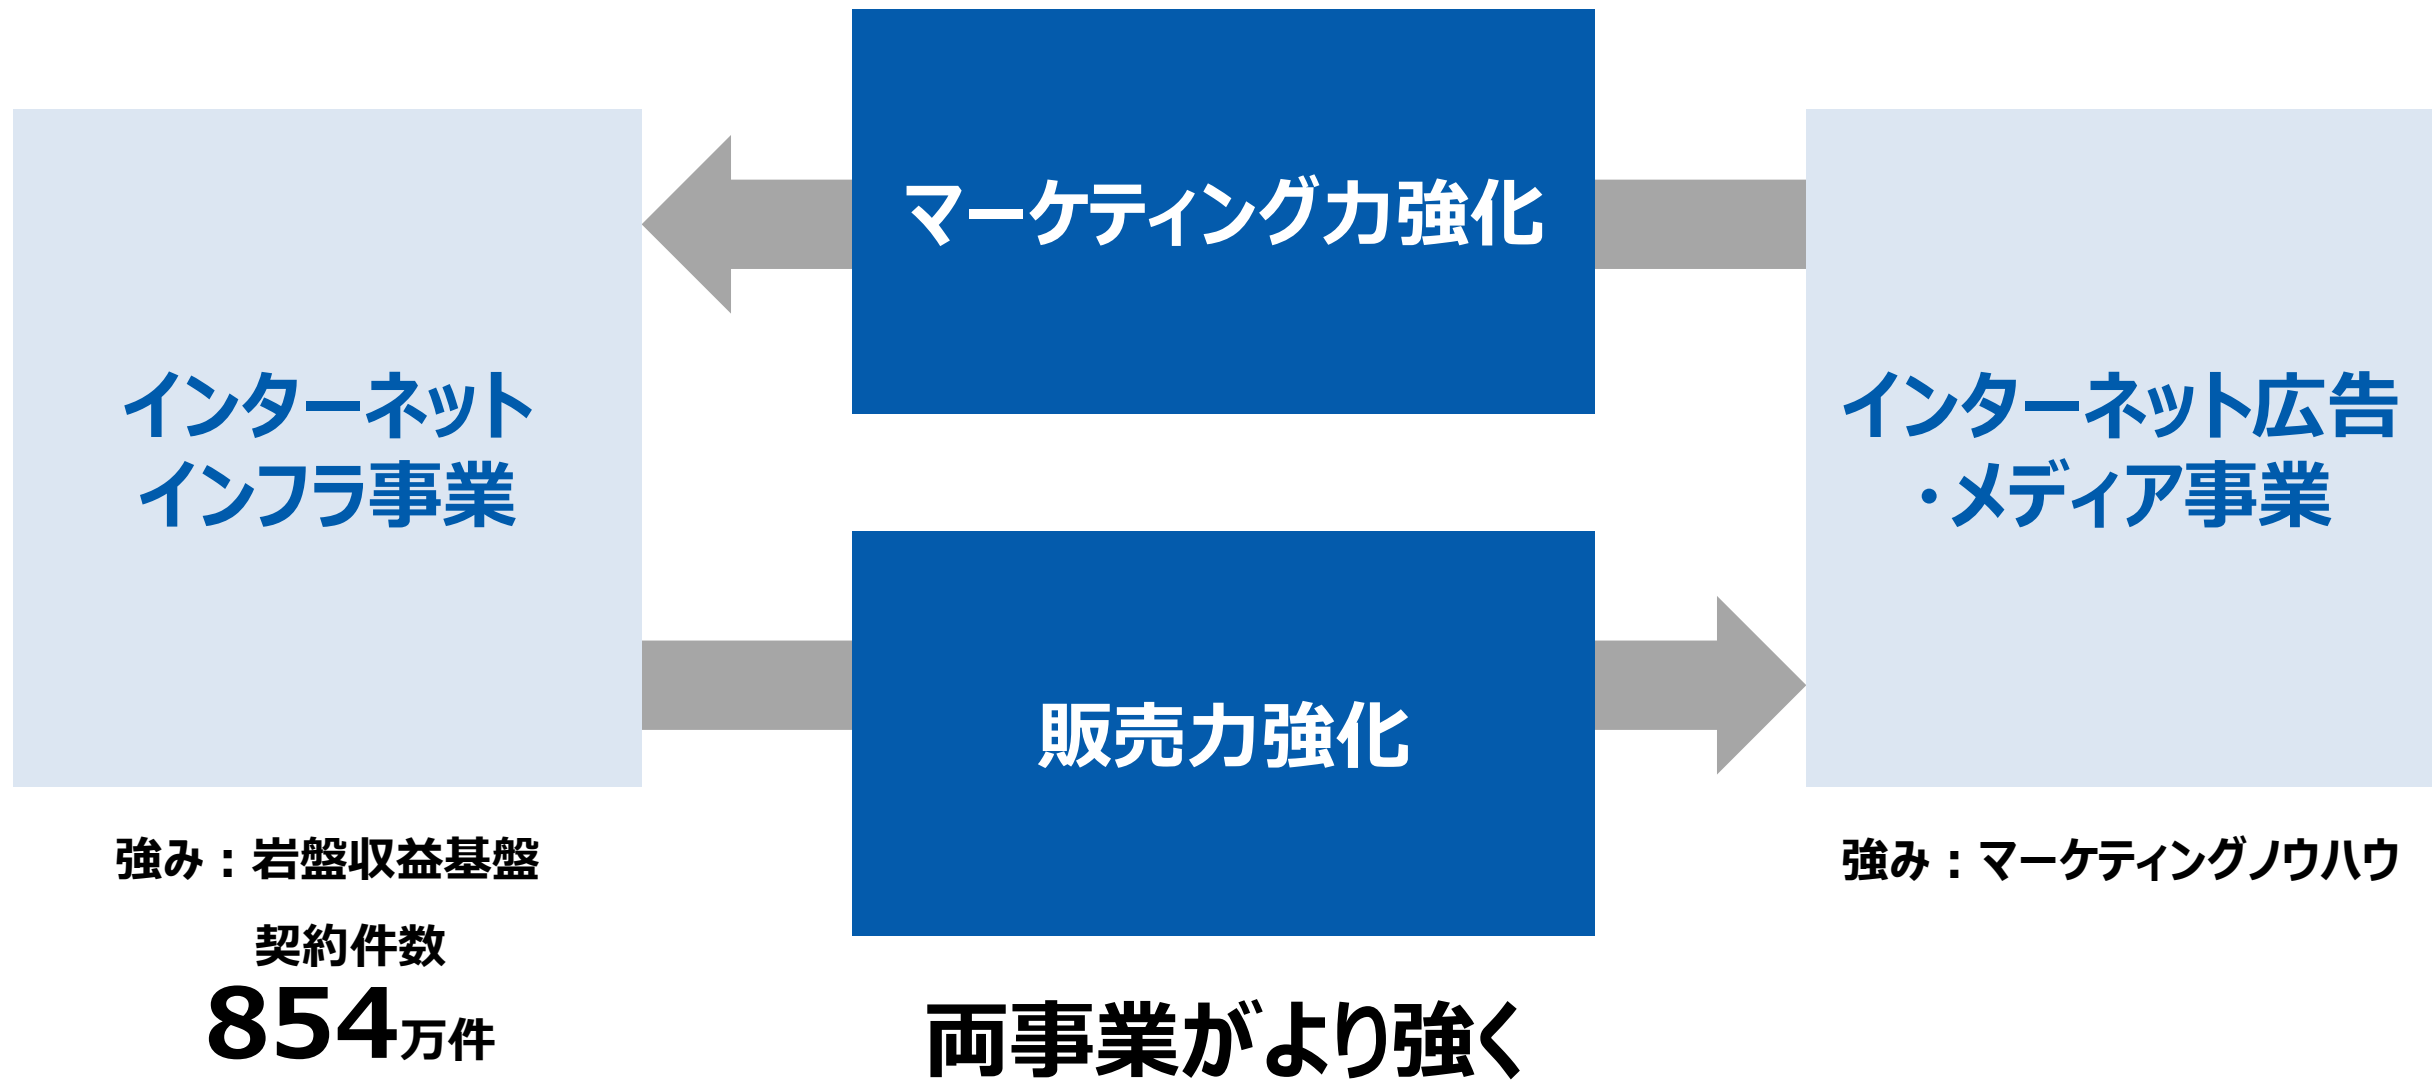 マーケティング力強化
インターネット
インフラ事業
インターネット広告
・メディア事業
販売力強化
強み：岩盤収益基盤
契約件数
854万件
強み：マーケティングノウハウ
両事業がより強く